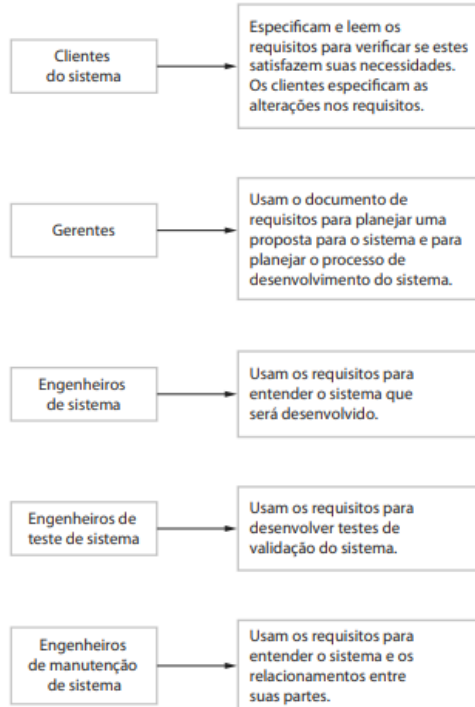 Clientes
do sistema
Especificam e leem os
requisitos para verificar se estes
satisfazem suas necessidades.
Os clientes especificam as
alterações nos requisitos.
Gerentes
Usam o documento de
requisitos para planejar uma
proposta para o sistema e para
planejar o processo de
desenvolvimento do sistema.
Engenheiros
de sistema
Usam os requisitos para
entender o sistema que
será desenvolvido.
Engenheiros de
teste de sistema
Usam os requisitos para
desenvolver testes de
validação do sistema.
Engenheiros
de manutenção
de sistema
Usam os requisitos para
entender o sistema e os
relacionamentos entre
suas partes.